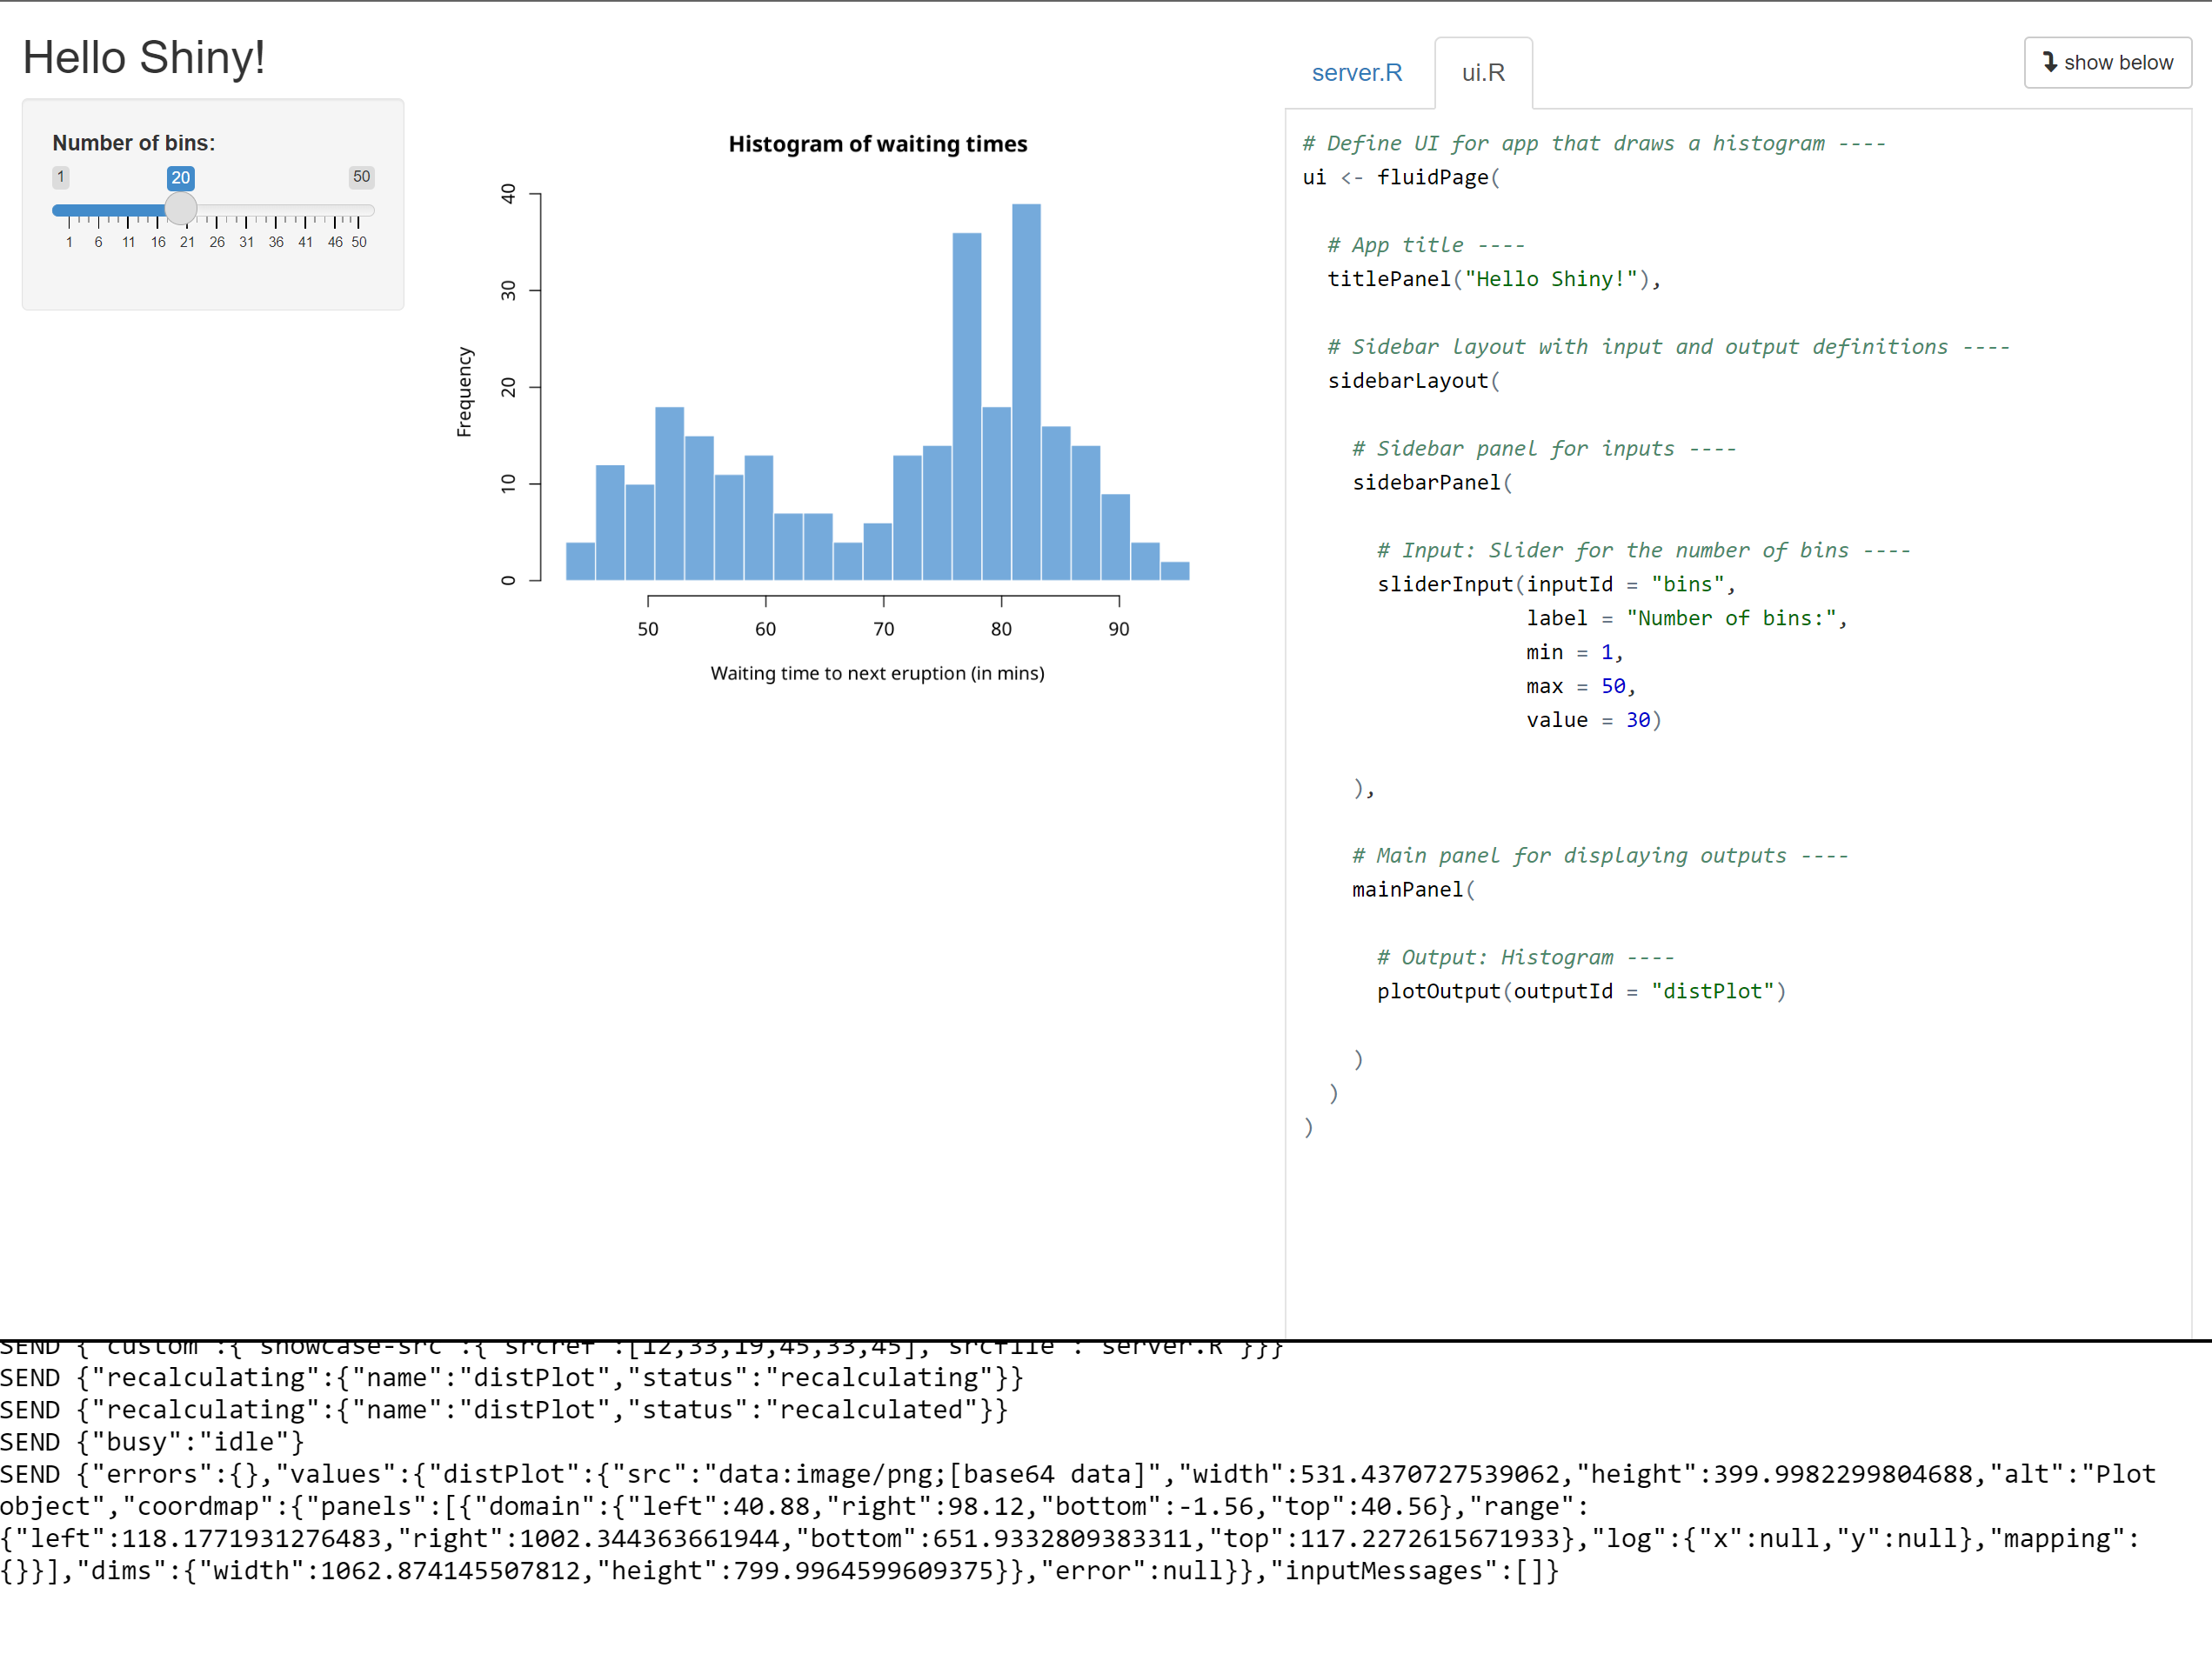 Hello Shiny!
Number of bins:
1 20 50
1 6 11 16 21 26 31 36 41 46 50
Histogram of waiting times
Frequency
40
30
20
10
0
50 60 70 80 90
Waiting time to next eruption (in mins)
server.R ui.R
show below
# Define UI for app that draws a histogram ----
ui <- fluidPage(
  # App title ----
  titlePanel("Hello Shiny!"),
  # Sidebar layout with input and output definitions ----
  sidebarLayout(
    # Sidebar panel for inputs ----
    sidebarPanel(
      # Input: Slider for the number of bins ----
      sliderInput(inputId = "bins",
                  label = "Number of bins:",
                  min = 1,
                  max = 50,
                  value = 30)
    ),
    # Main panel for displaying outputs ----
    mainPanel(
      # Output: Histogram ----
      plotOutput(outputId = "distPlot")
    )
  )
)
SEND {"custom":{"showcase-src":{"srcref":[12,33,19,45,33,45],"srcfile":"server.R"}}}
SEND {"recalculating":{"name":"distPlot","status":"recalculating"}}
SEND {"recalculating":{"name":"distPlot","status":"recalculated"}}
SEND {"busy":"idle"}
SEND {"errors":{},"values":{"distPlot":{"src":"data:image/png;[base64 data]","width":531.4370727539062,"height":399.9982299804688,"alt":"Plot
object","coordmap":{"panels":[{"domain":{"left":40.88,"right":98.12,"bottom":-1.56,"top":40.56},"range":
{"left":118.1771931276483,"right":1002.344363661944,"bottom":651.9332809383311,"top":117.2272615671933},"log":{"x":null,"y":null},"mapping":
{}}],"dims":{"width":1062.874145507812,"height":799.9964599609375}},"error":null}},"inputMessages":[]}